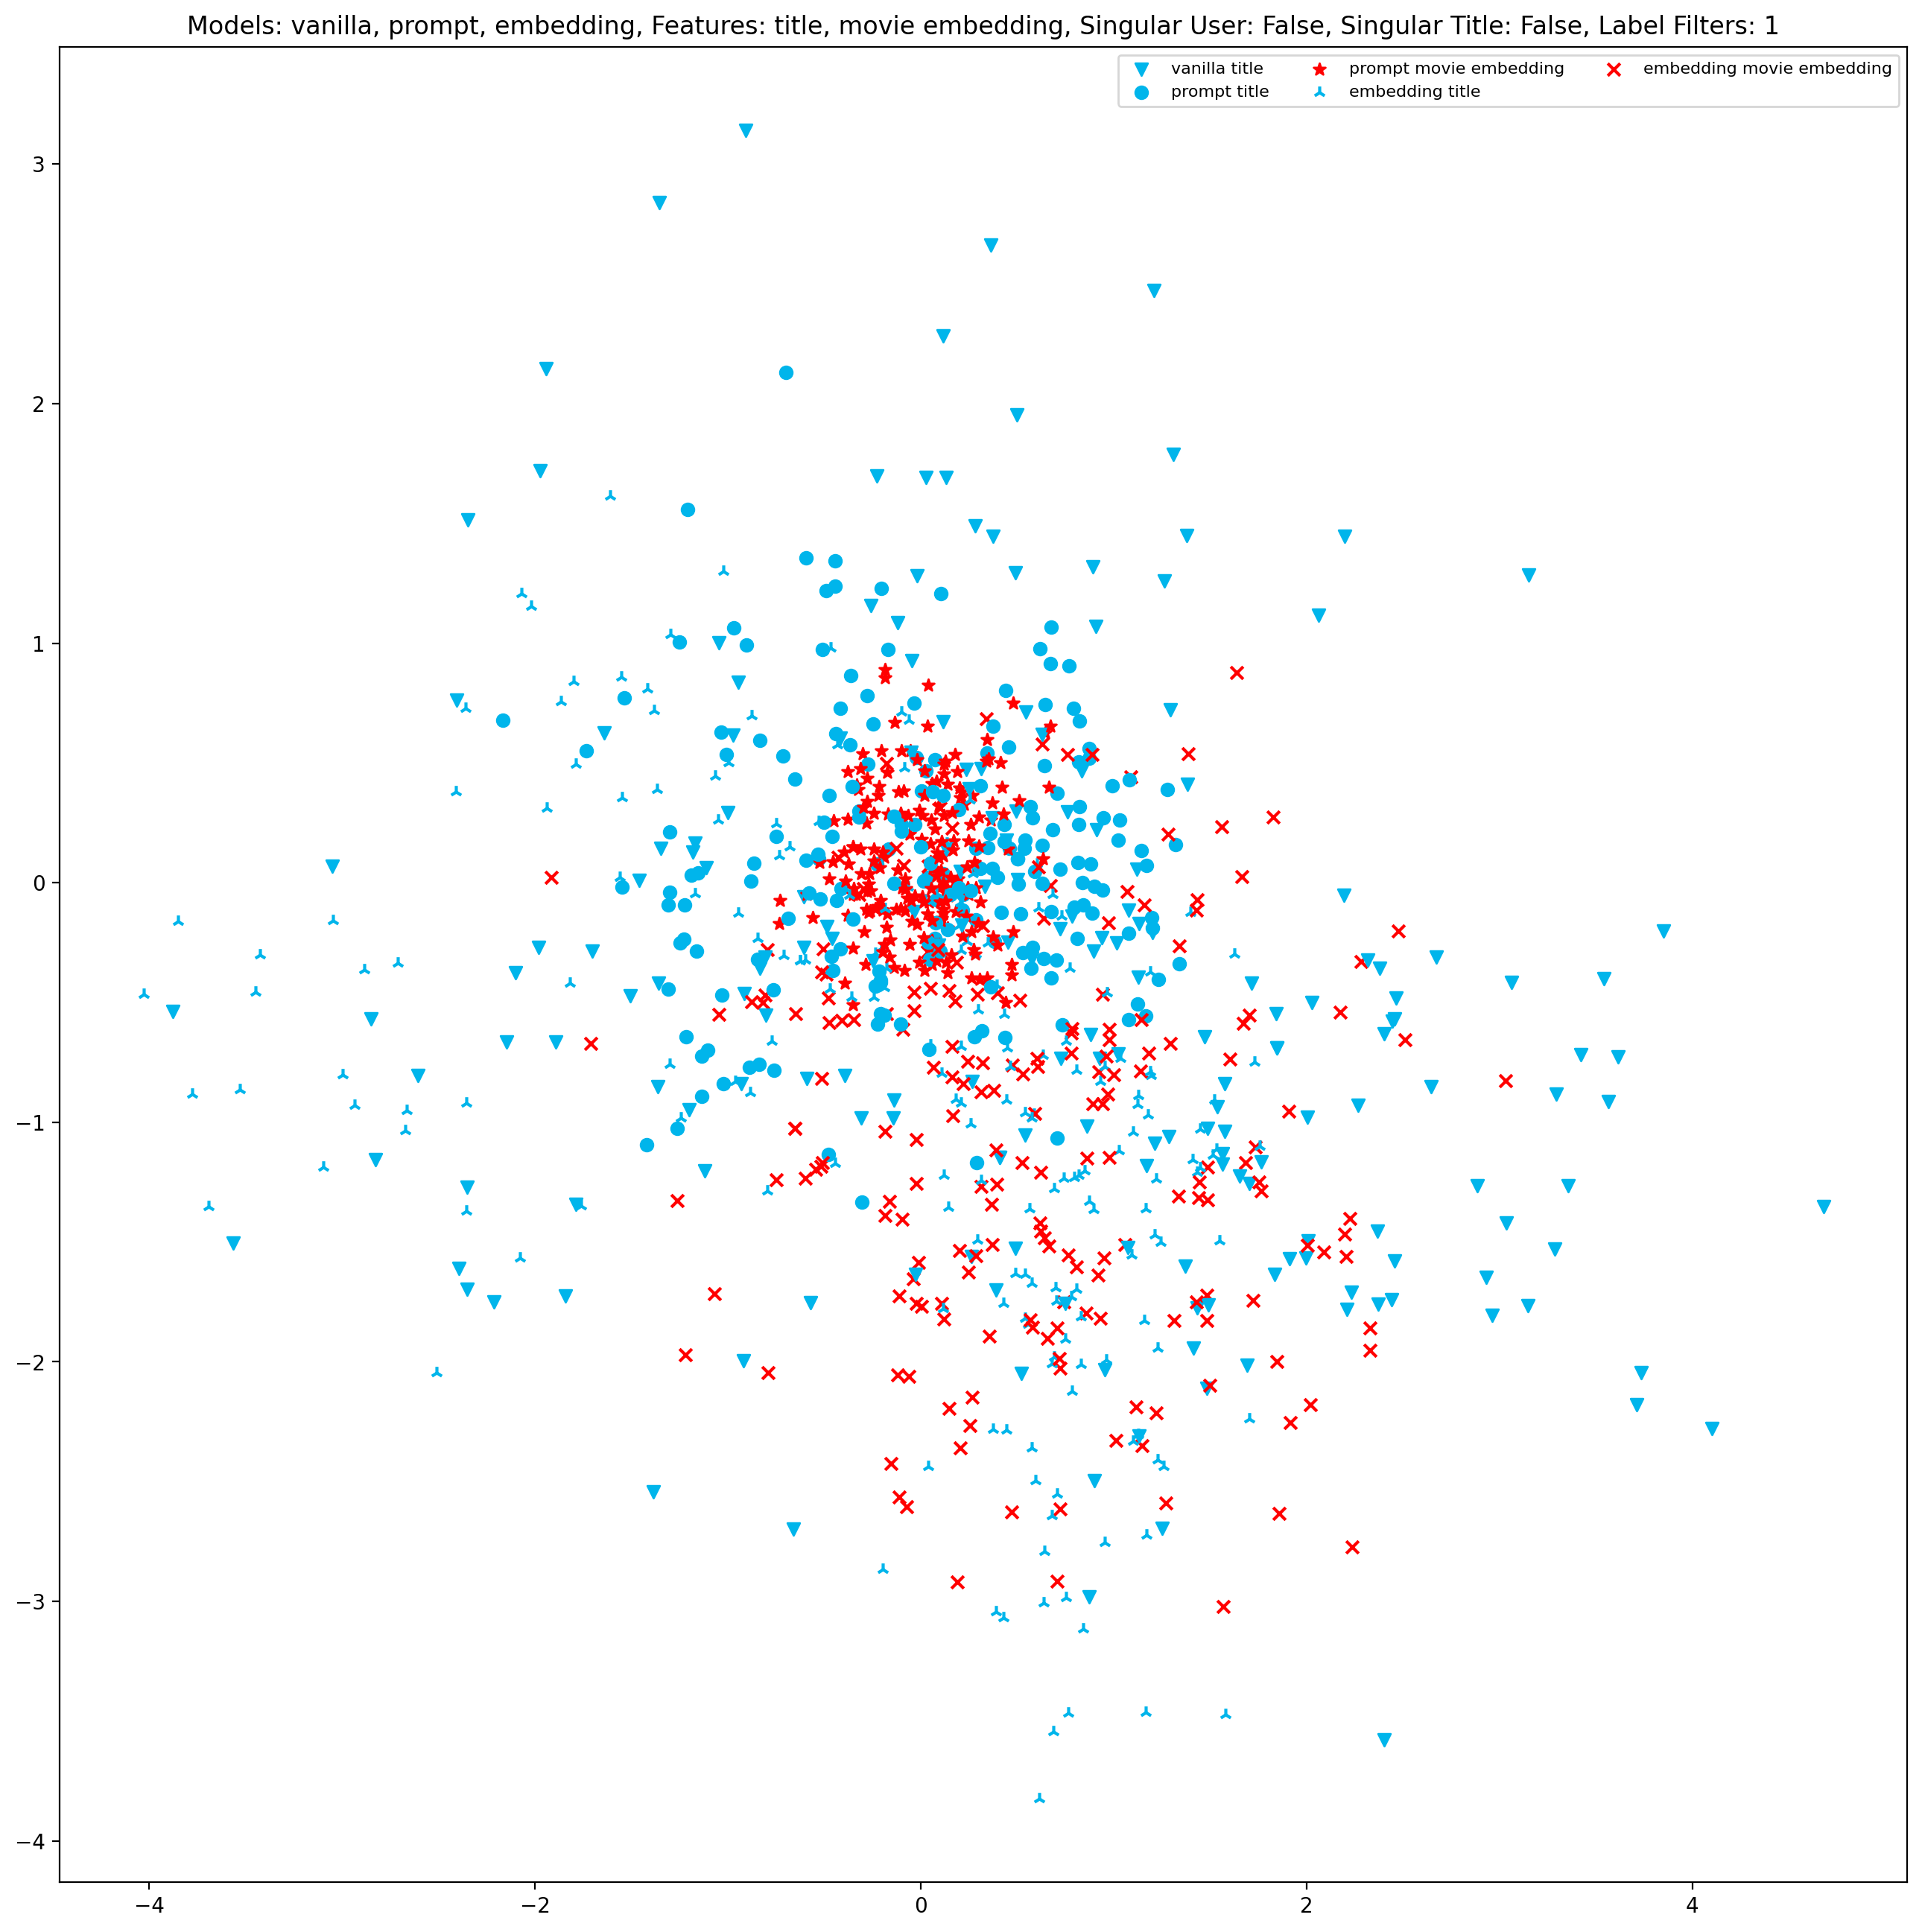 Models: vanilla, prompt, embedding, Features: title, movie embedding, Singular User: False, Singular Title: False, Label Filters: 1
vanilla title prompt movie embedding embedding movie embedding
prompt title embedding title
3
2
1
0
−1
−2
−3
−4
−4 −2 0 2 4